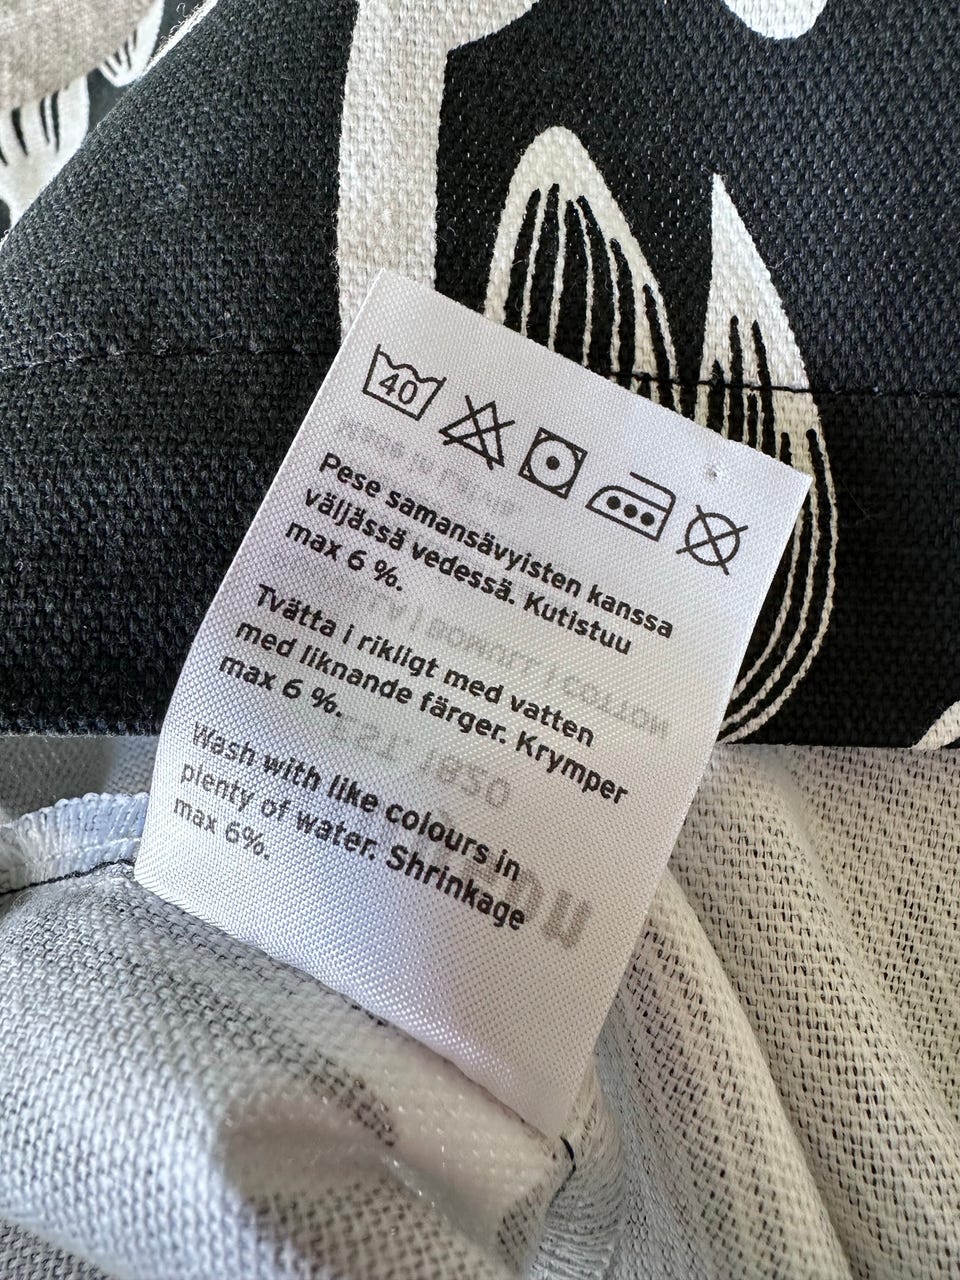 40
Pese samansävyisten kanssa
väljässä vedessä. Kutistuu
max 6 %.
Tvätta i rikligt med vatten
med liknande färger. Krymper
max 6 %.
Wash with like colours in
plenty of water. Shrinkage
max 6%.